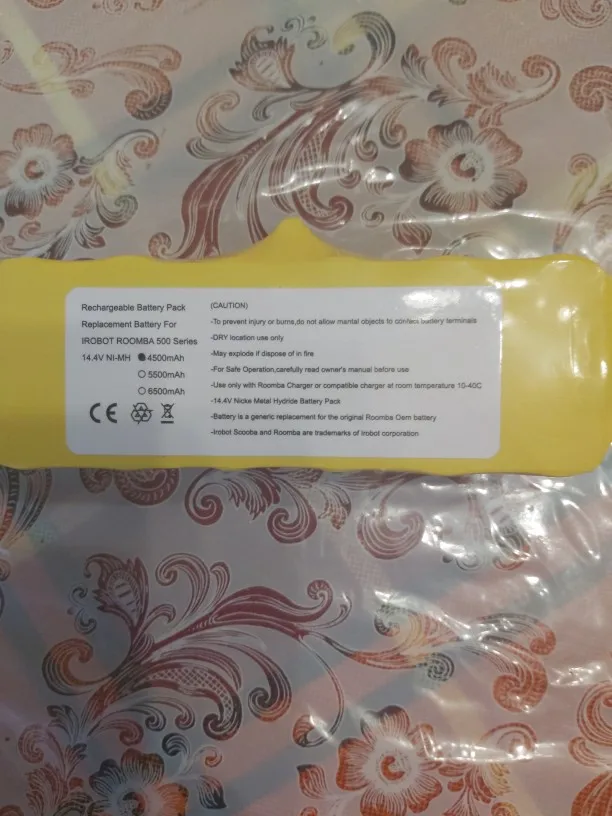 Rechargeable Battery Pack
Replacement Battery For
IROBOT ROOMBA 500 Series
14.4V NI-MH ●4500mAh
○5500mAh
○6500mAh
CE
(CAUTION)
-To prevent injury or burns,do not allow mantal objects to contact battery terminals
-DRY location use only
-May explode if dispose of in fire
-For Safe Operation,carefully read owner's manual before use
-Use only with Roomba Charger or compatible charger at room temperature 10-40C
-14.4V Nicke Metal Hydride Battery Pack
-Battery is a generic replacement for the original Roomba Oem battery
-Irobot Scooba and Roomba are trademarks of Irobot corporation